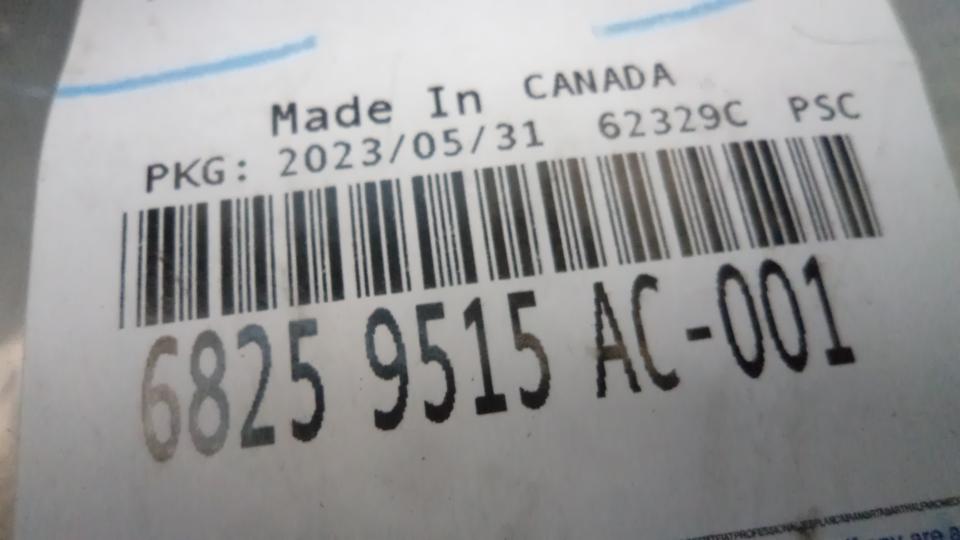 Made In CANADA
PKG: 2023/05/31 62329C PSC
6825 9515 AC-001